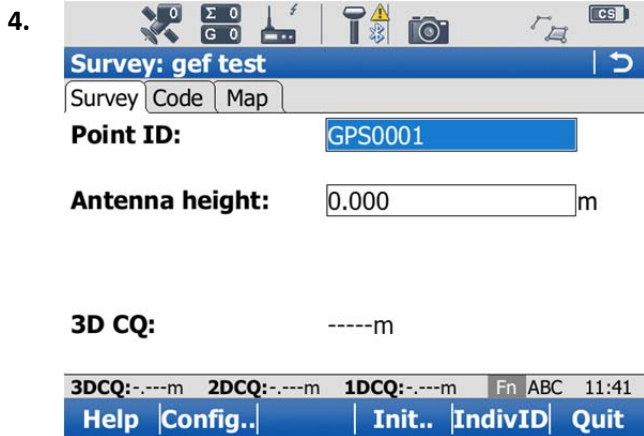 4.
0 Σ 0 CS
G 0
Survey: gef test
Survey Code Map
Point ID: GPS0001
Antenna height: 0.000 m
3D CQ: -----m
3DCQ:-.---m 2DCQ:-.---m 1DCQ:-.---m Fn ABC 11:41
Help Config.. Init.. IndivID Quit